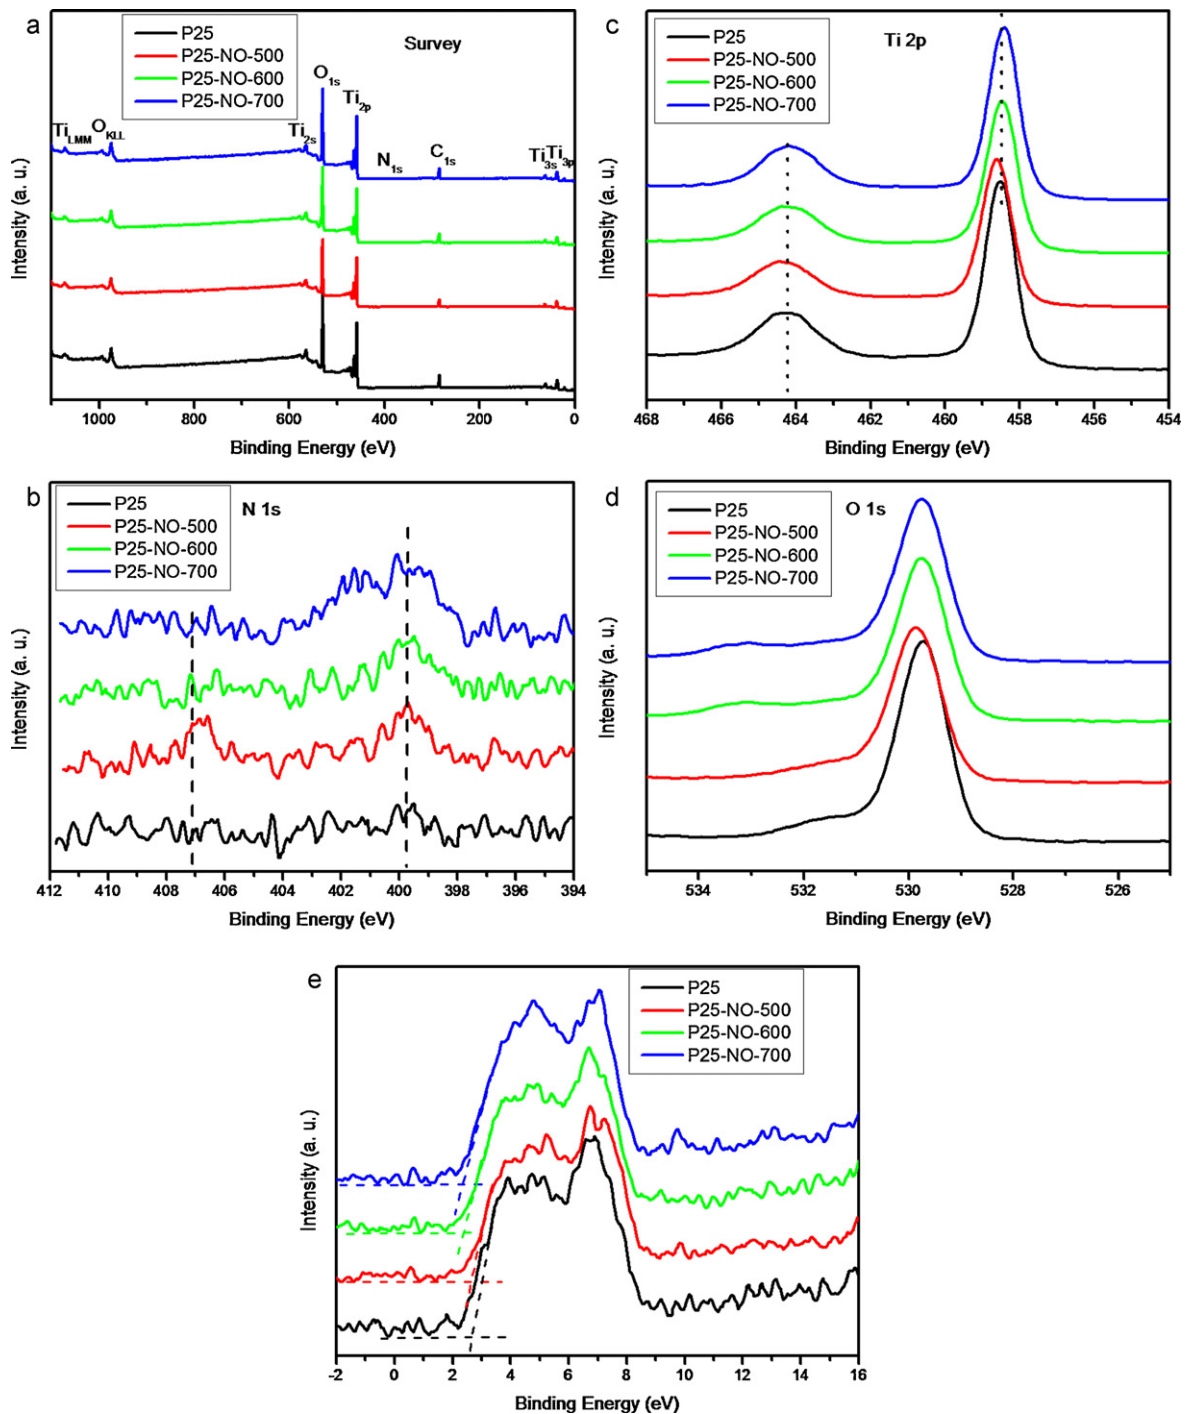 a
P25
P25-NO-500
P25-NO-600
P25-NO-700
Survey
Ti LMM
O KLL
Ti 2s
O 1s
Ti 2p
N 1s
C 1s
Ti 3s
Ti 3p
Intensity (a. u.)
1000 800 600 400 200 0
Binding Energy (eV)
c
P25
P25-NO-500
P25-NO-600
P25-NO-700
Ti 2p
Intensity (a. u.)
468 466 464 462 460 458 456 454
Binding Energy (eV)
b
P25
P25-NO-500
P25-NO-600
P25-NO-700
N 1s
Intensity (a. u.)
412 410 408 406 404 402 400 398 396 394
Binding Energy (eV)
d
P25
P25-NO-500
P25-NO-600
P25-NO-700
O 1s
Intensity (a. u.)
534 532 530 528 526
Binding Energy (eV)
e
P25
P25-NO-500
P25-NO-600
P25-NO-700
Intensity (a. u.)
-2 0 2 4 6 8 10 12 14 16
Binding Energy (eV)